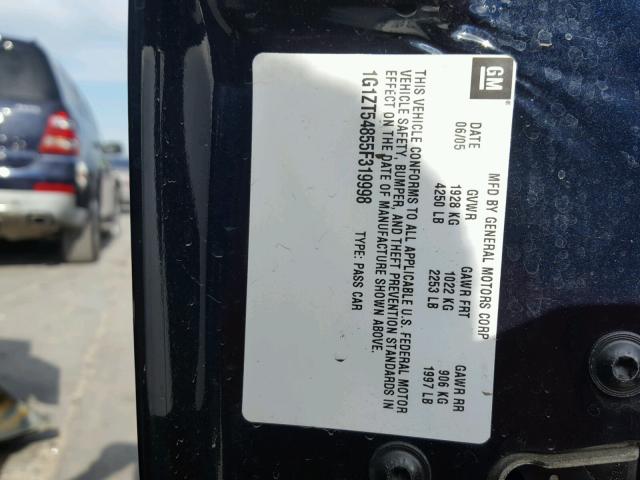 GM
MFD BY GENERAL MOTORS CORP
DATE GVWR GAWR FRT GAWR RR
06/05 1928 KG 1022 KG 906 KG
4250 LB 2253 LB 1997 LB
THIS VEHICLE CONFORMS TO ALL APPLICABLE U.S. FEDERAL MOTOR
VEHICLE SAFETY, BUMPER, AND THEFT PREVENTION STANDARDS IN
EFFECT ON THE DATE OF MANUFACTURE SHOWN ABOVE.
1G1ZT54855F319998 TYPE: PASS CAR